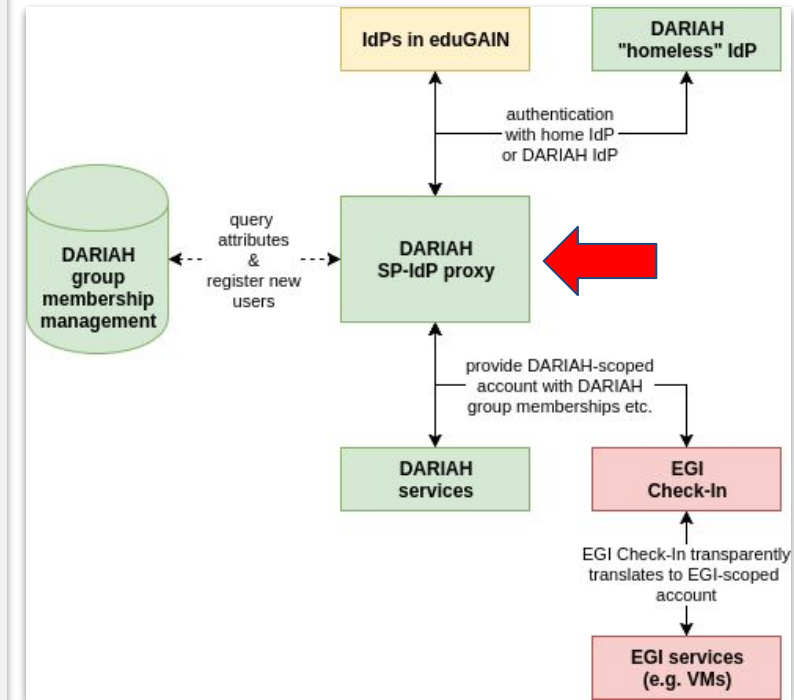 IdPs in eduGAIN
DARIAH
"homeless" IdP
authentication
with home IdP
or DARIAH IdP
DARIAH
group
membership
management
query
attributes
&
register new
users
DARIAH
SP-IdP proxy
provide DARIAH-scoped
account with DARIAH
group memberships etc.
DARIAH
services
EGI
Check-In
EGI Check-In transparently
translates to EGI-scoped
account
EGI services
(e.g. VMs)